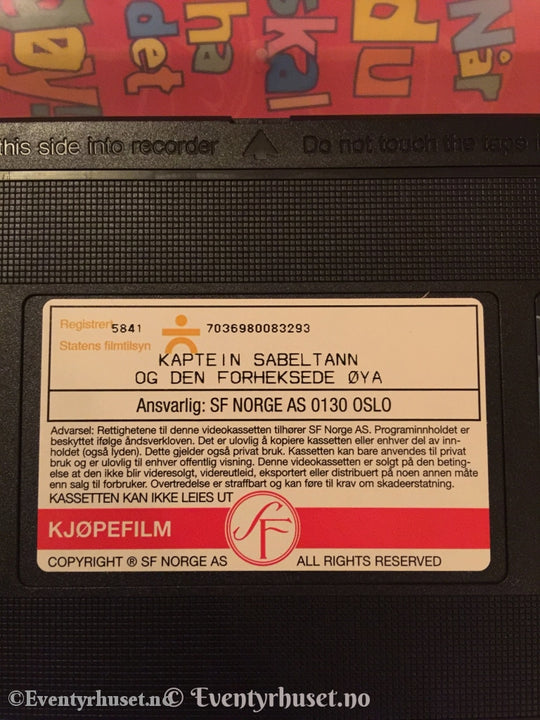 Når
du
skal
ha
det
gøy!
this side into recorder
Do not touch the tape
Registrert 5841
7036980083293
Statens filmtilsyn
KAPTEIN SABELTANN
OG DEN FORHEKSEDE ØYA
Ansvarlig: SF NORGE AS 0130 OSLO
Advarsel: Rettighetene til denne videokassetten tilhører SF Norge AS. Programinnholdet er
beskyttet ifølge åndsverkloven. Det er ulovlig å kopiere kassetten eller enhver del av inn-
holdet (også lyden). Dette gjelder også privat bruk. Kassetten kan bare anvendes til privat
bruk og er ulovlig til enhver offentlig visning. Denne videokassetten er solgt på den beting-
else at den ikke blir videresolgt, videreutleid, eksportert eller distribuert på noen annen måte
enn salg til forbruker. Overtredelse er straffbart og kan føre til krav om skadeerstatning.
KASSETTEN KAN IKKE LEIES UT
KJØPEFILM
SF
COPYRIGHT ® SF NORGE AS
ALL RIGHTS RESERVED
©Eventyrhuset.no
© Eventyrhuset.no